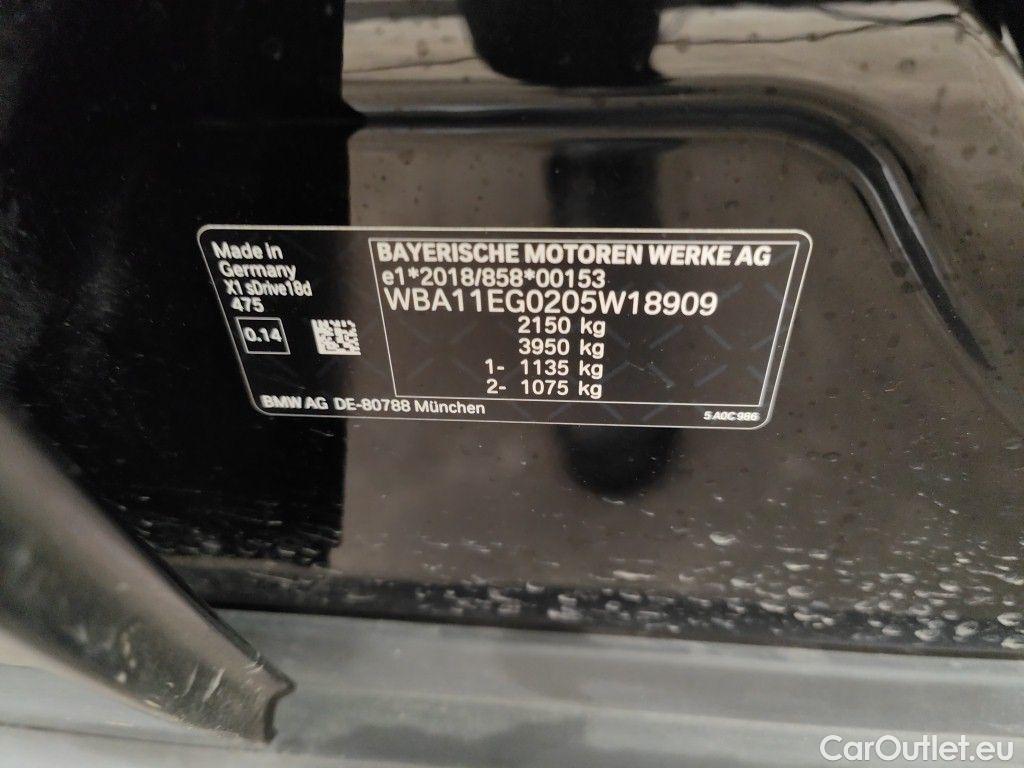 Made in
Germany
X1 sDrive18d
475
0.14
BAYERISCHE MOTOREN WERKE AG
e1*2018/858*00153
WBA11EG0205W18909
2150 kg
3950 kg
1- 1135 kg
2- 1075 kg
BMW AG DE-80788 München
5 A0C 986
CarOutlet.eu